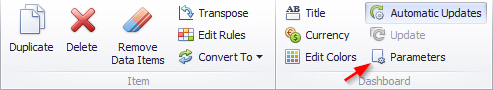 Duplicate
Delete
Remove
Data Items
Transpose
Edit Rules
Convert To
Item
AB
Title
Currency
Edit Colors
Automatic Updates
Update
Parameters
Dashboard